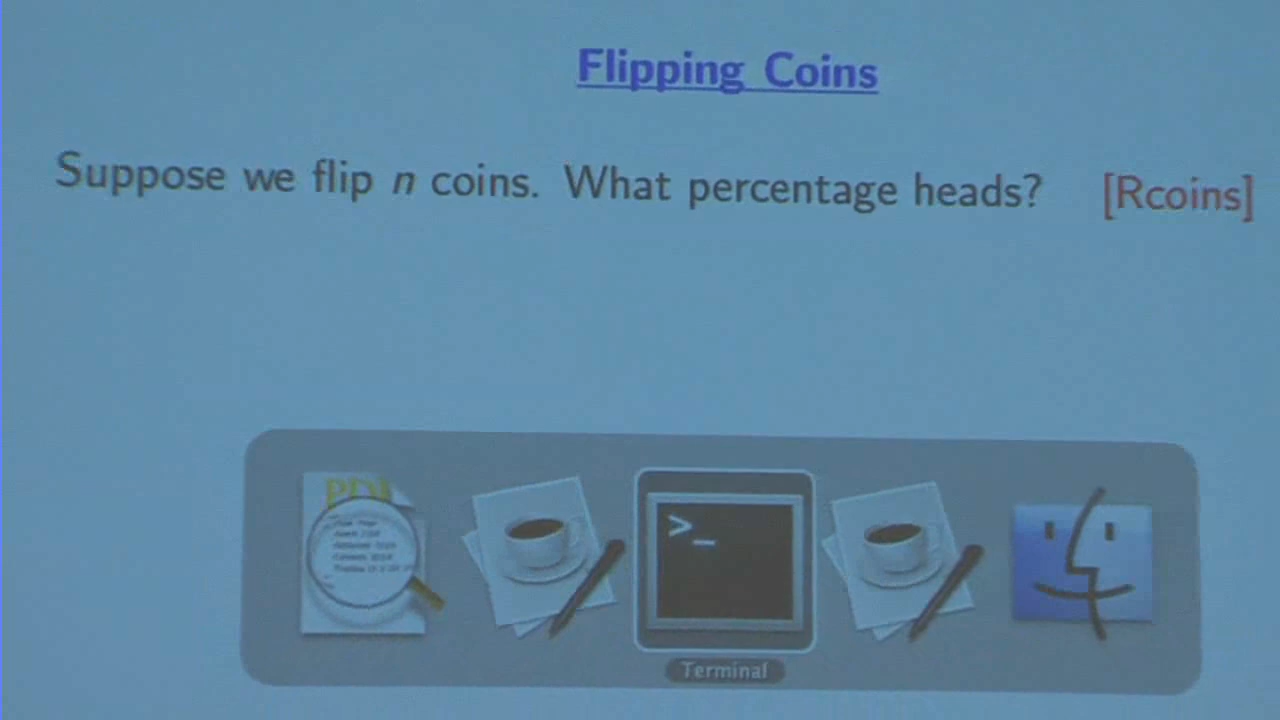 Flipping Coins
Suppose we flip n coins. What percentage heads? [Rcoins]
>_
Terminal